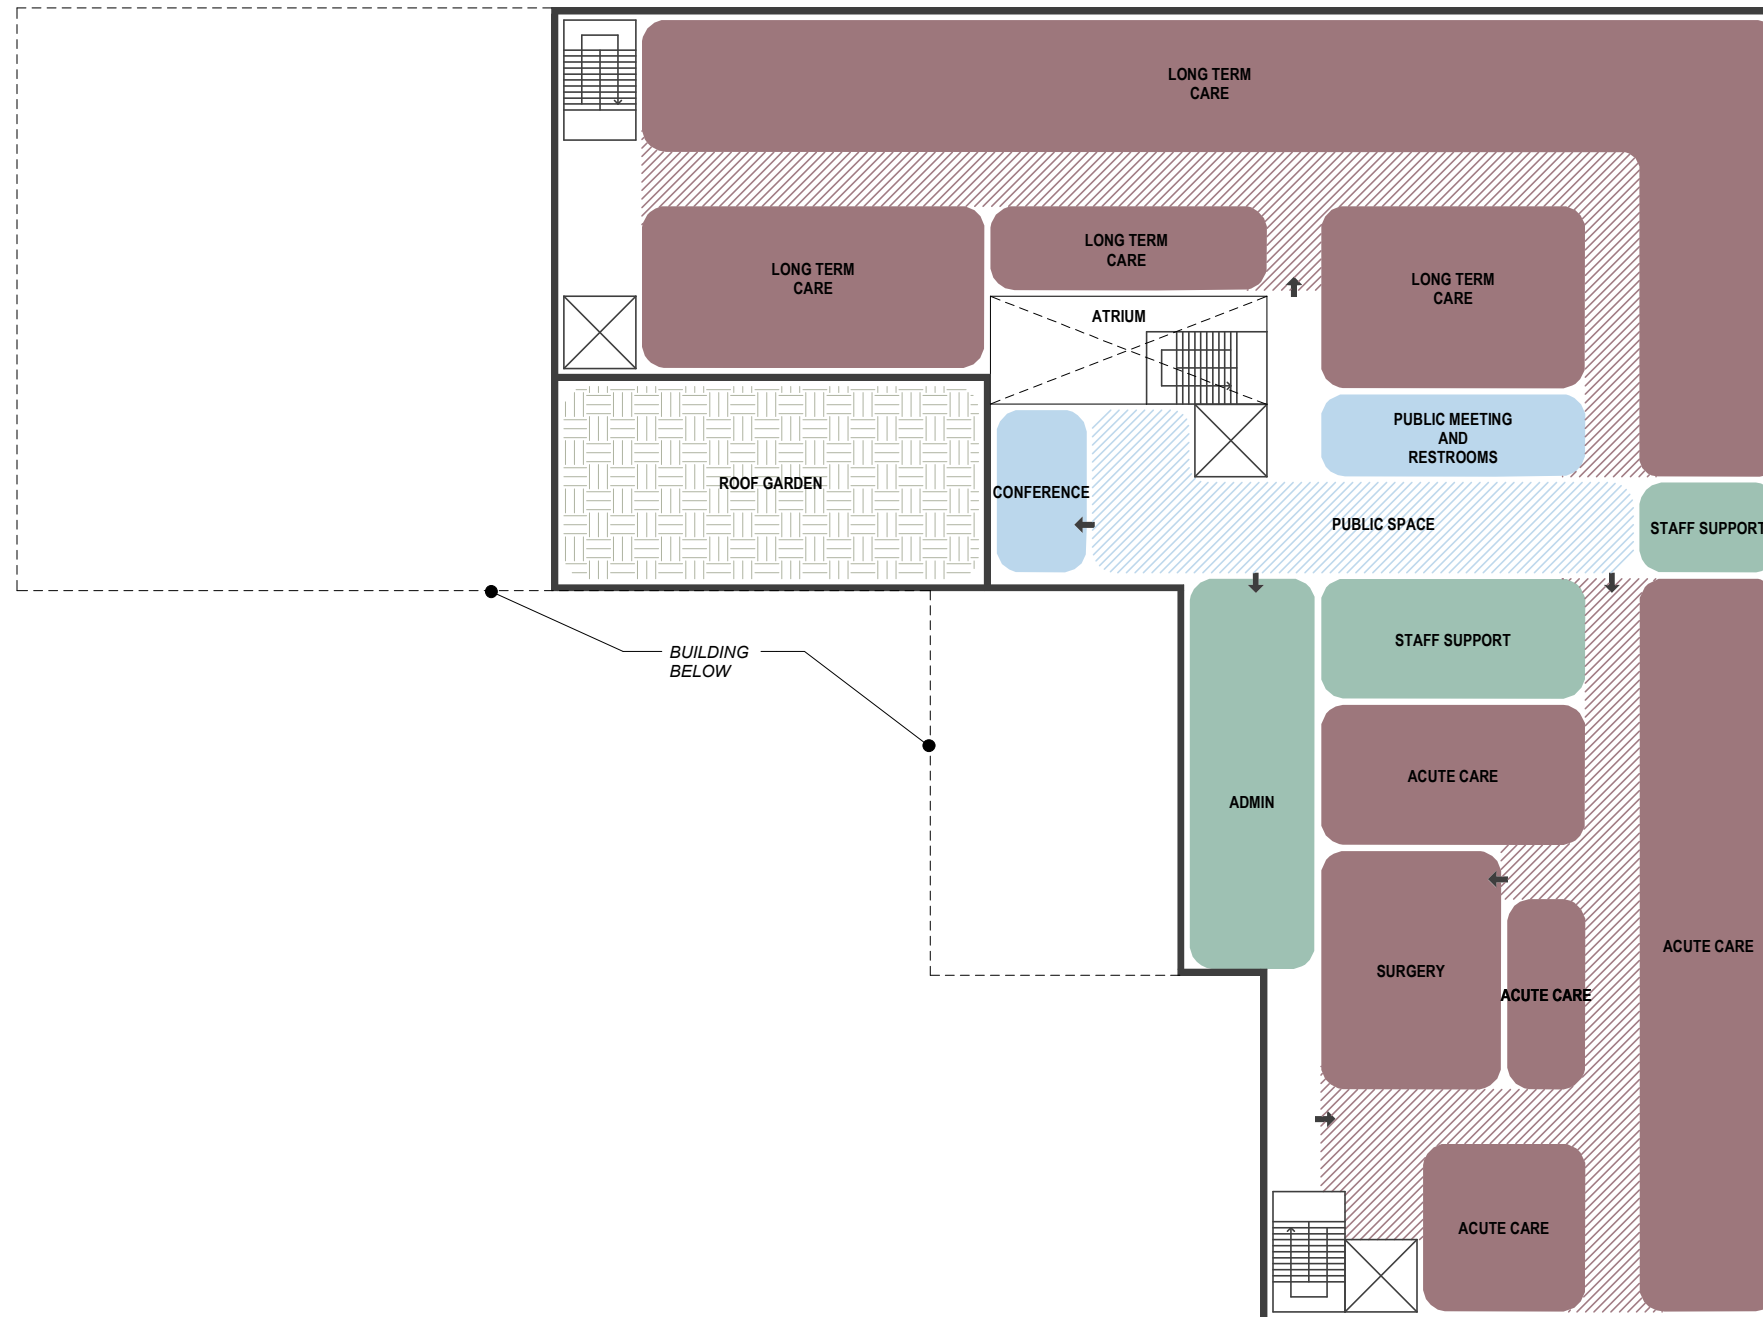 LONG TERM
CARE
LONG TERM
CARE
LONG TERM
CARE
LONG TERM
CARE
ATRIUM
PUBLIC MEETING
AND
RESTROOMS
ROOF GARDEN
CONFERENCE
PUBLIC SPACE
STAFF SUPPORT
BUILDING
BELOW
STAFF SUPPORT
ACUTE CARE
ADMIN
SURGERY
ACUTE CARE
ACUTE CARE
ACUTE CARE